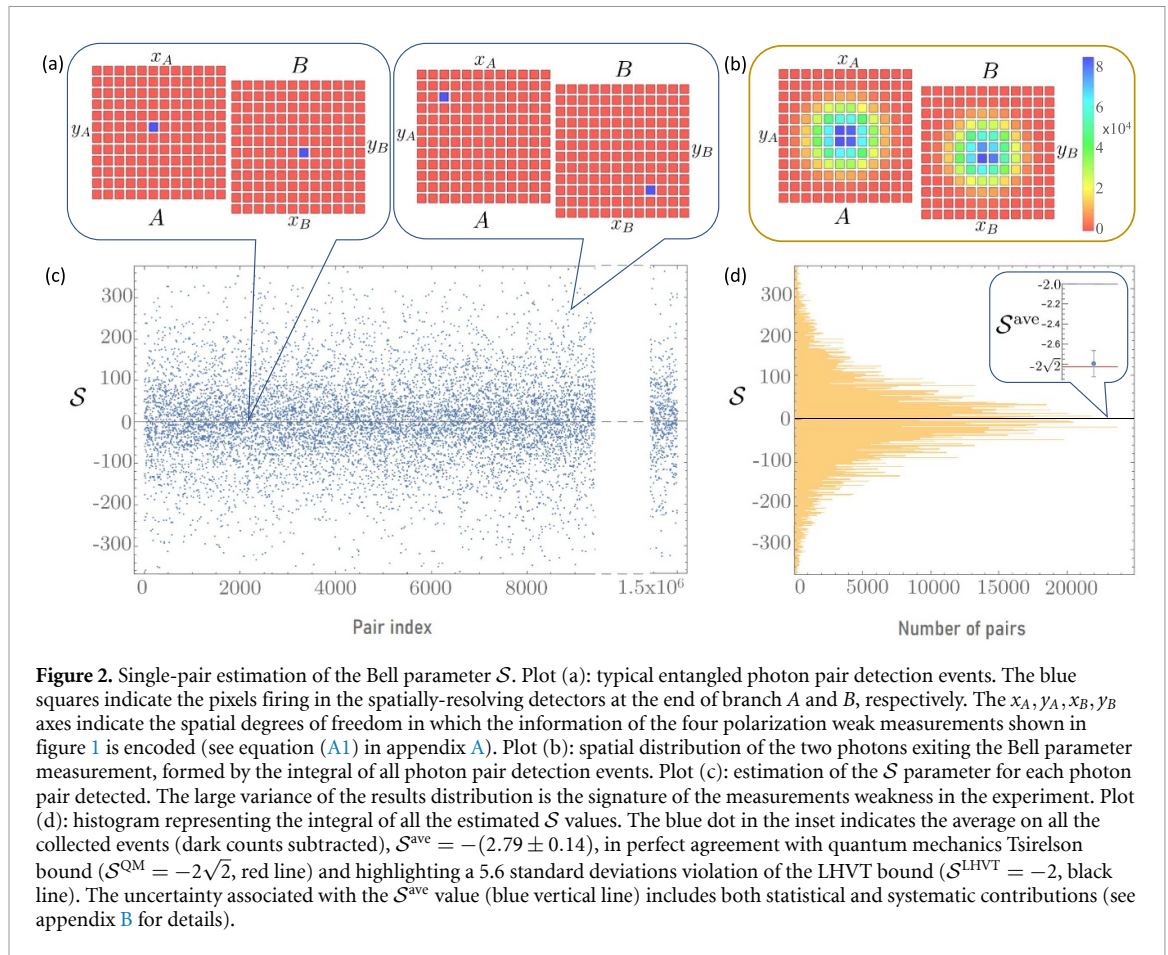 (a)
x_A
B
y_A
y_B
A
x_B
x_A
B
y_A
y_B
A
x_B
(b)
x_A
B
y_A
y_B
A
x_B
8
6
x10^4
4
2
0
(c)
300
200
100
S
0
-100
-200
-300
0
2000
4000
6000
8000
1.5x10^6
Pair index
(d)
300
200
100
S
0
-100
-200
-300
0
5000
10000
15000
20000
Number of pairs
S^ave
-2.0
-2.2
-2.4
-2.6
-2√2
Figure 2. Single-pair estimation of the Bell parameter S. Plot (a): typical entangled photon pair detection events. The blue
squares indicate the pixels firing in the spatially-resolving detectors at the end of branch A and B, respectively. The x_A, y_A, x_B, y_B
axes indicate the spatial degrees of freedom in which the information of the four polarization weak measurements shown in
figure 1 is encoded (see equation (A1) in appendix A). Plot (b): spatial distribution of the two photons exiting the Bell parameter
measurement, formed by the integral of all photon pair detection events. Plot (c): estimation of the S parameter for each photon
pair detected. The large variance of the results distribution is the signature of the measurements weakness in the experiment. Plot
(d): histogram representing the integral of all the estimated S values. The blue dot in the inset indicates the average on all the
collected events (dark counts subtracted), S^ave = −(2.79 ± 0.14), in perfect agreement with quantum mechanics Tsirelson
bound (S^QM = −2√2, red line) and highlighting a 5.6 standard deviations violation of the LHVT bound (S^LHVT = −2, black
line). The uncertainty associated with the S^ave value (blue vertical line) includes both statistical and systematic contributions (see
appendix B for details).